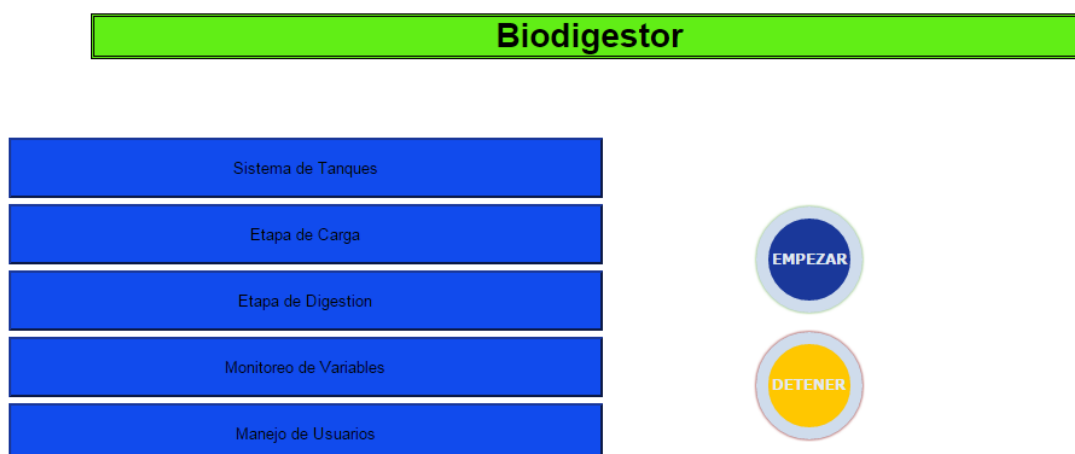 Biodigestor
Sistema de Tanques
Etapa de Carga
Etapa de Digestion
Monitoreo de Variables
Manejo de Usuarios
EMPEZAR
DETENER